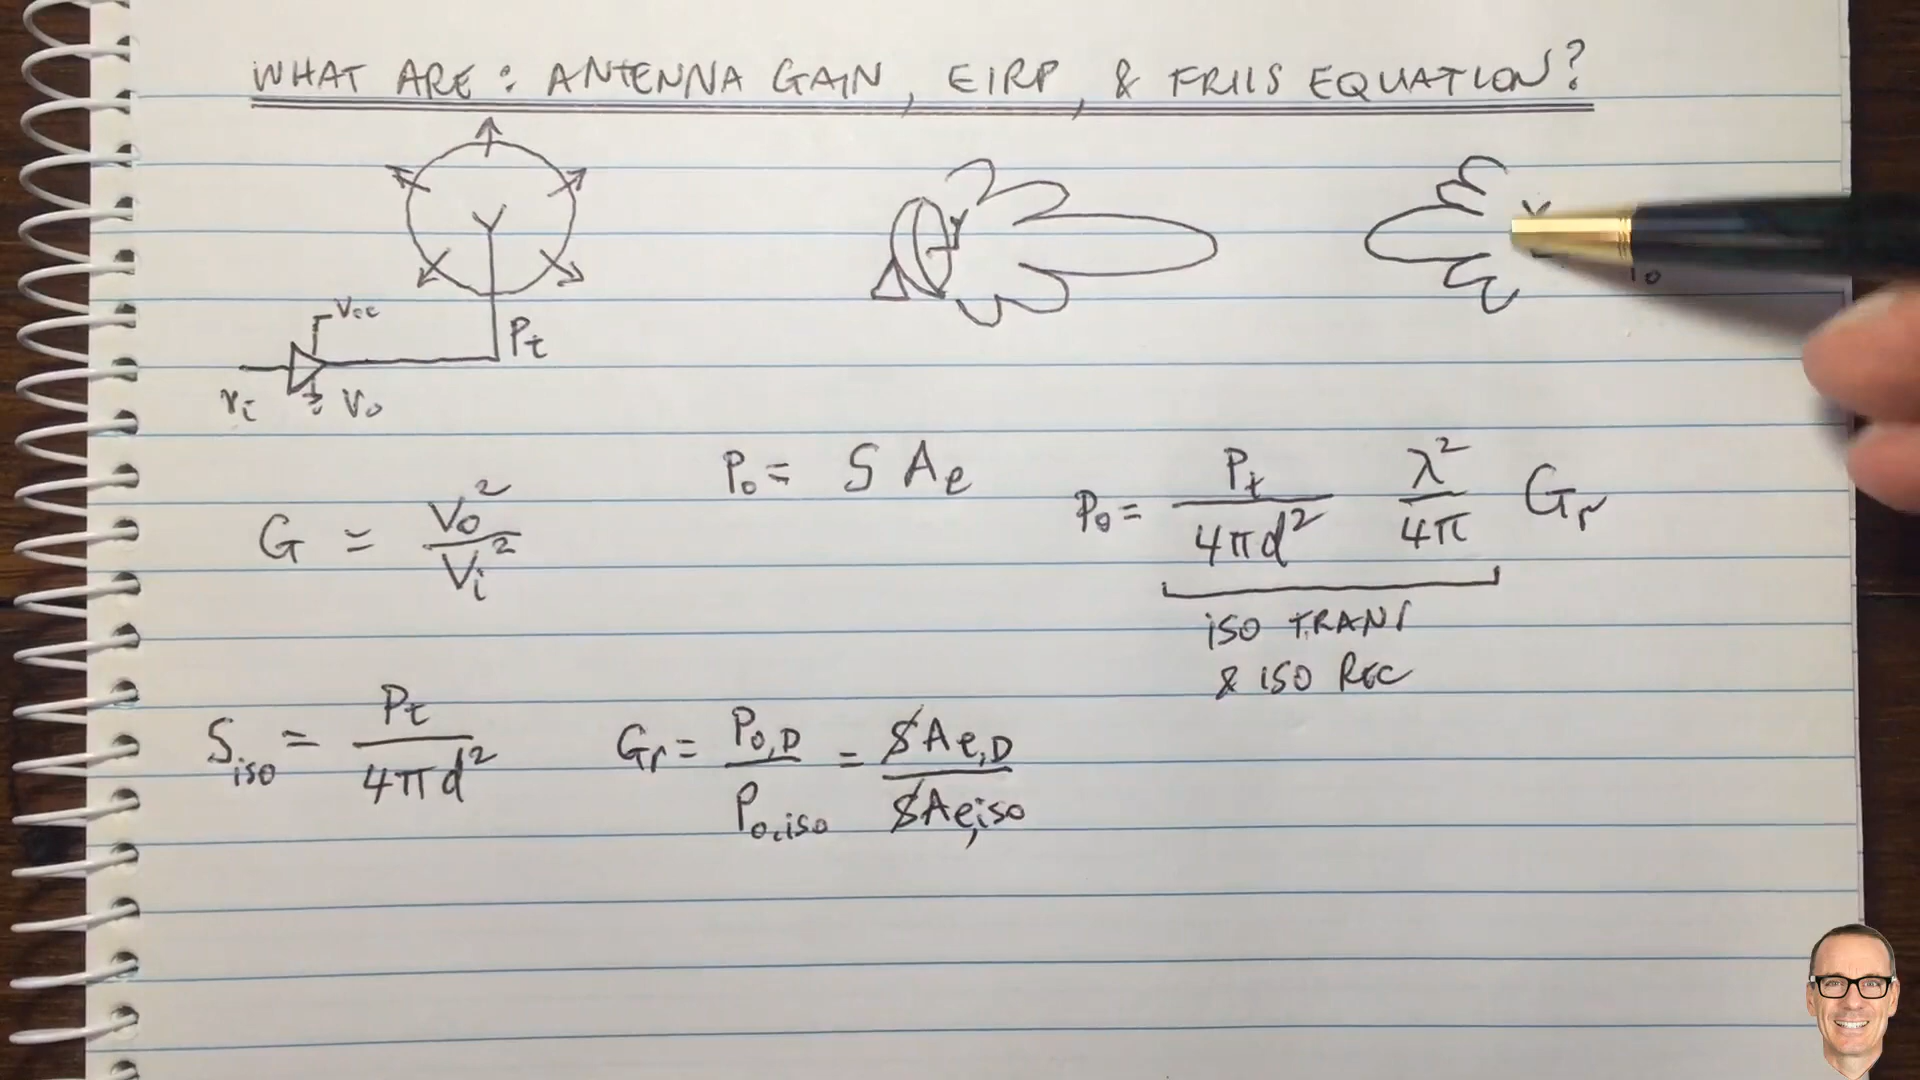 WHAT ARE: ANTENNA GAIN, EIRP, & FRIIS EQUATION?
Vcc
Pt
Vi
Vo
G = Vo² / Vi²
Po = S Ae
Po = Pt / 4πd² λ² / 4π Gr
ISO TRANS
& ISO REC
Siso = Pt / 4πd²
Gr = Po,D / Po,iso = SAe,D / SAe,iso